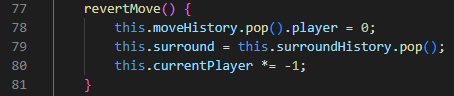 77 revertMove() {
78 this.moveHistory.pop().player = 0;
79 this.surround = this.surroundHistory.pop();
80 this.currentPlayer *= -1;
81 }